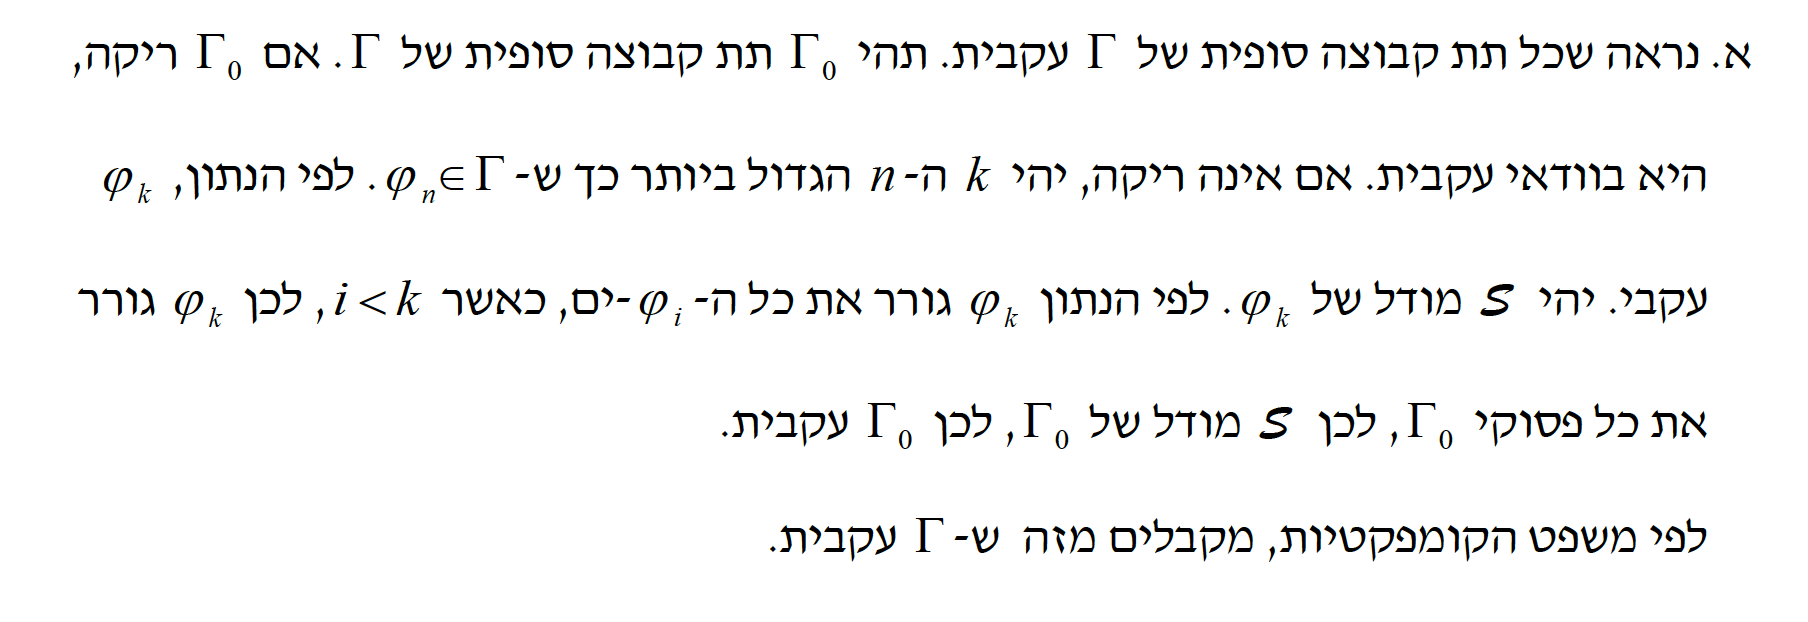 א. נראה שכל תת קבוצה סופית של Γ עקבית. תהי Γ₀ תת קבוצה סופית של Γ. אם Γ₀ ריקה,
היא בוודאי עקבית. אם אינה ריקה, יהי k ה-n הגדול ביותר כך ש- φₙ∈Γ. לפי הנתון, φₖ
עקבי. יהי S מודל של φₖ. לפי הנתון φₖ גורר את כל ה- φᵢ-ים, כאשר i<k, לכן φₖ גורר
את כל פסוקי Γ₀, לכן S מודל של Γ₀, לכן Γ₀ עקבית.
לפי משפט הקומפקטיות, מקבלים מזה ש- Γ עקבית.